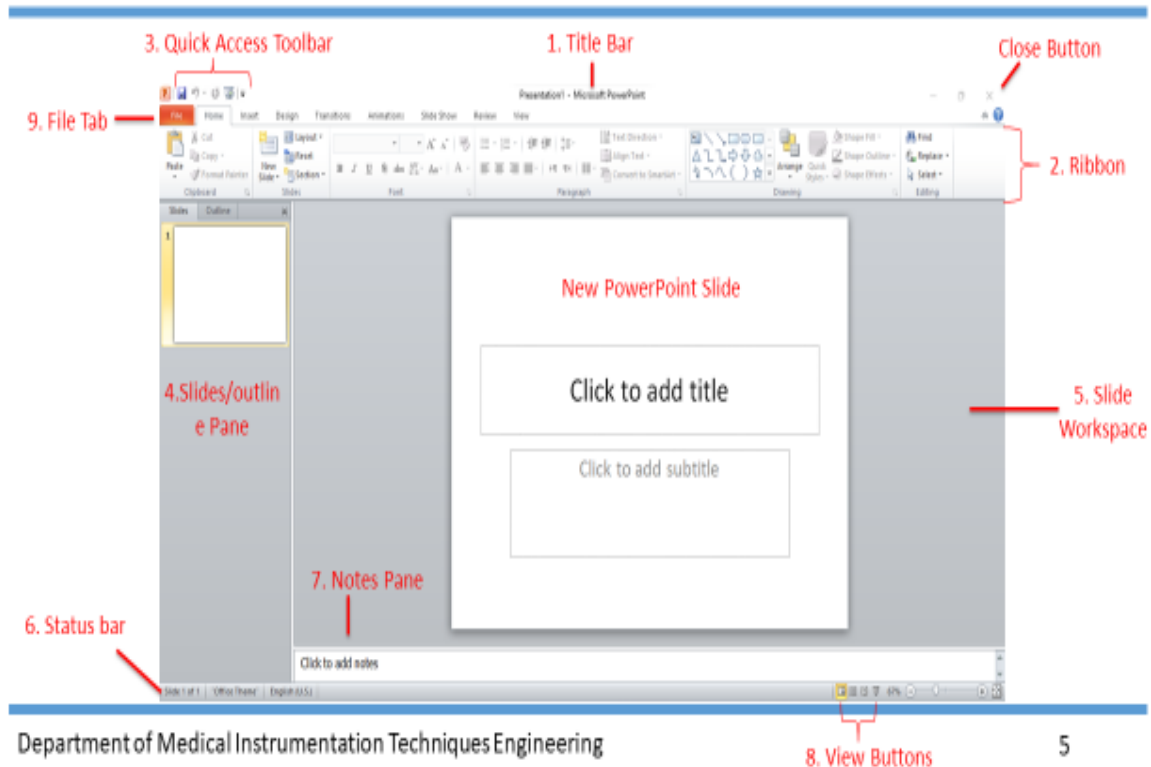 3. Quick Access Toolbar
1. Title Bar
Close Button
Presentation1 - Microsoft PowerPoint
9. File Tab
File Home Insert Design Transitions Animations Slide Show Review View
Cut
Copy
Format Painter
Paste
Clipboard
New Slide
Layout
Reset
Section
Slides
Font
Text Direction
Align Text
Convert to SmartArt
Paragraph
Arrange
Quick Styles
Shape Fill
Shape Outline
Shape Effects
Drawing
Find
Replace
Select
Editing
2. Ribbon
Slides Outline
1
New PowerPoint Slide
Click to add title
Click to add subtitle
4.Slides/outlin
e Pane
5. Slide
Workspace
7. Notes Pane
6. Status bar
Click to add notes
Slide 1 of 1 "Office Theme" English (U.S.)
67%
8. View Buttons
Department of Medical Instrumentation Techniques Engineering
5